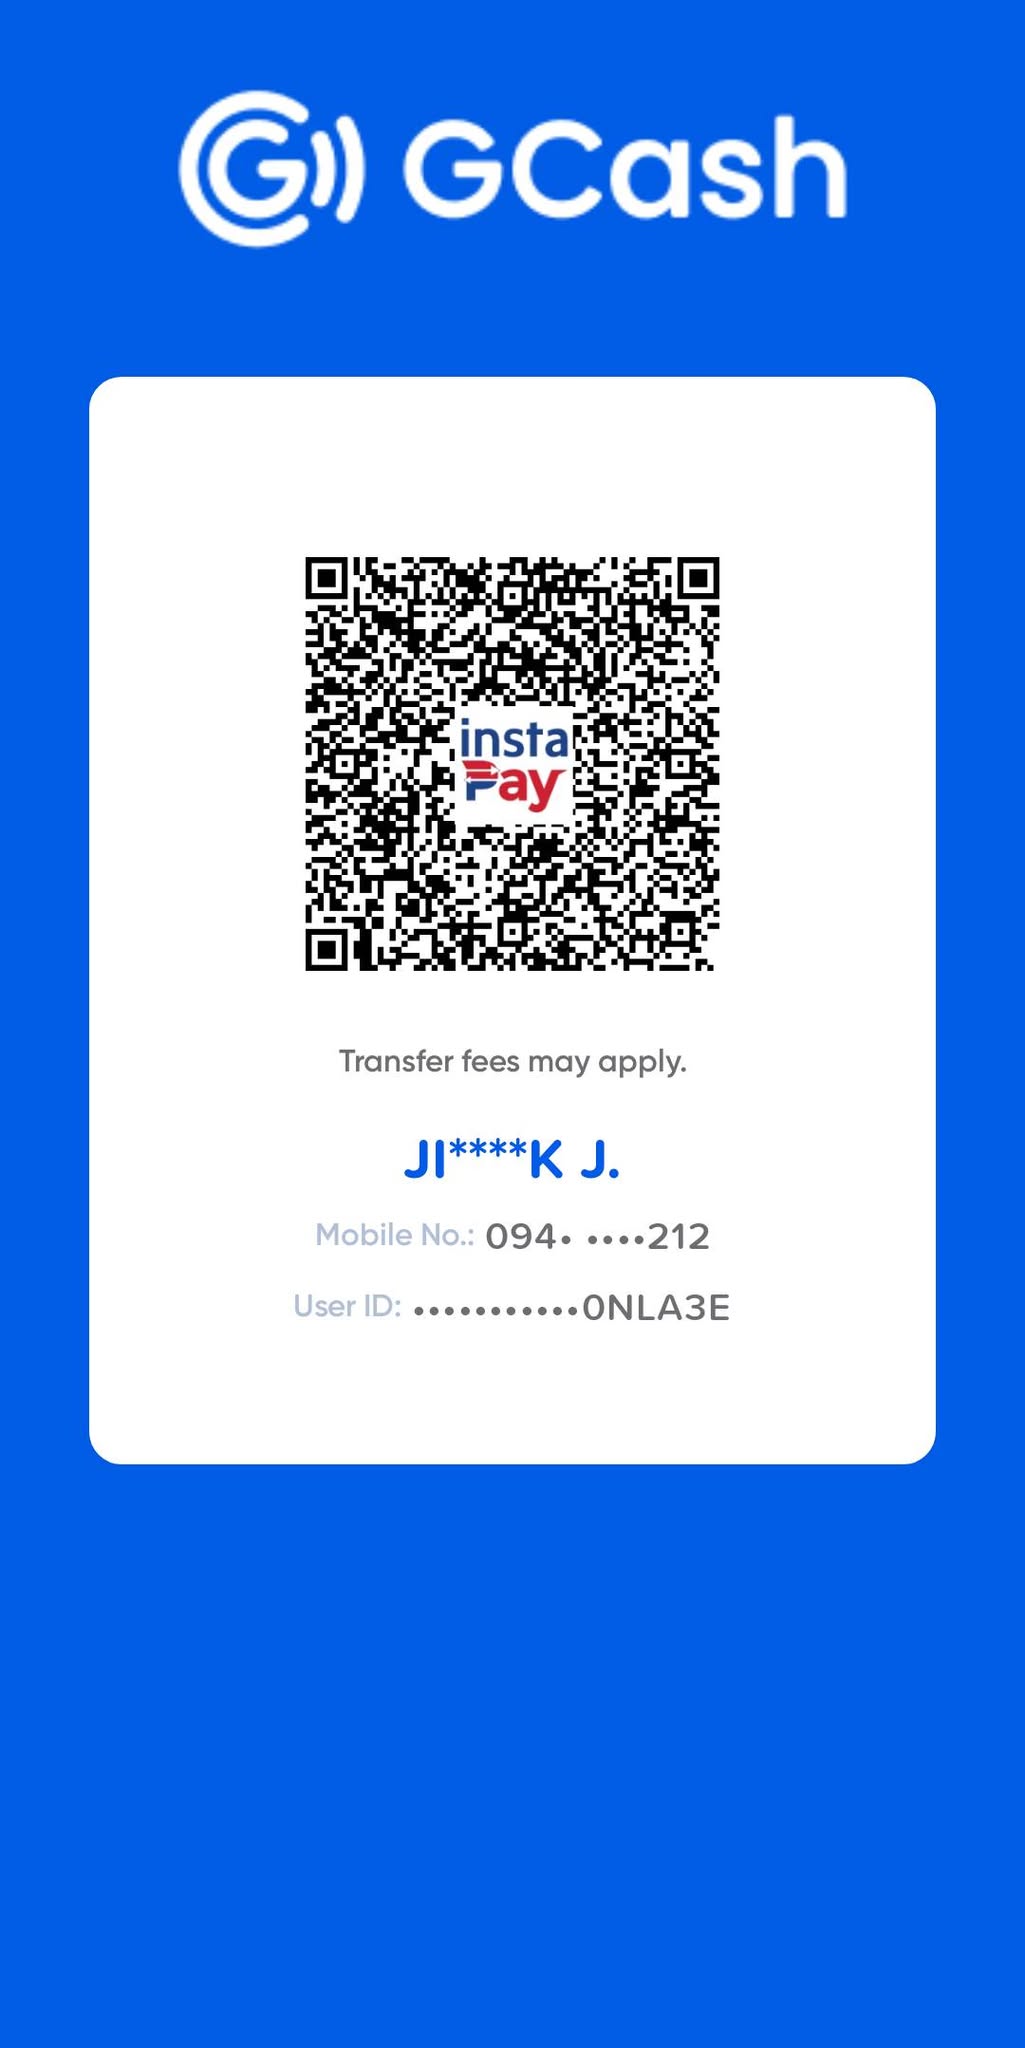 GCash
insta
Pay
Transfer fees may apply.
JI****K J.
Mobile No.: 094• ••••212
User ID: •••••••••••0NLA3E